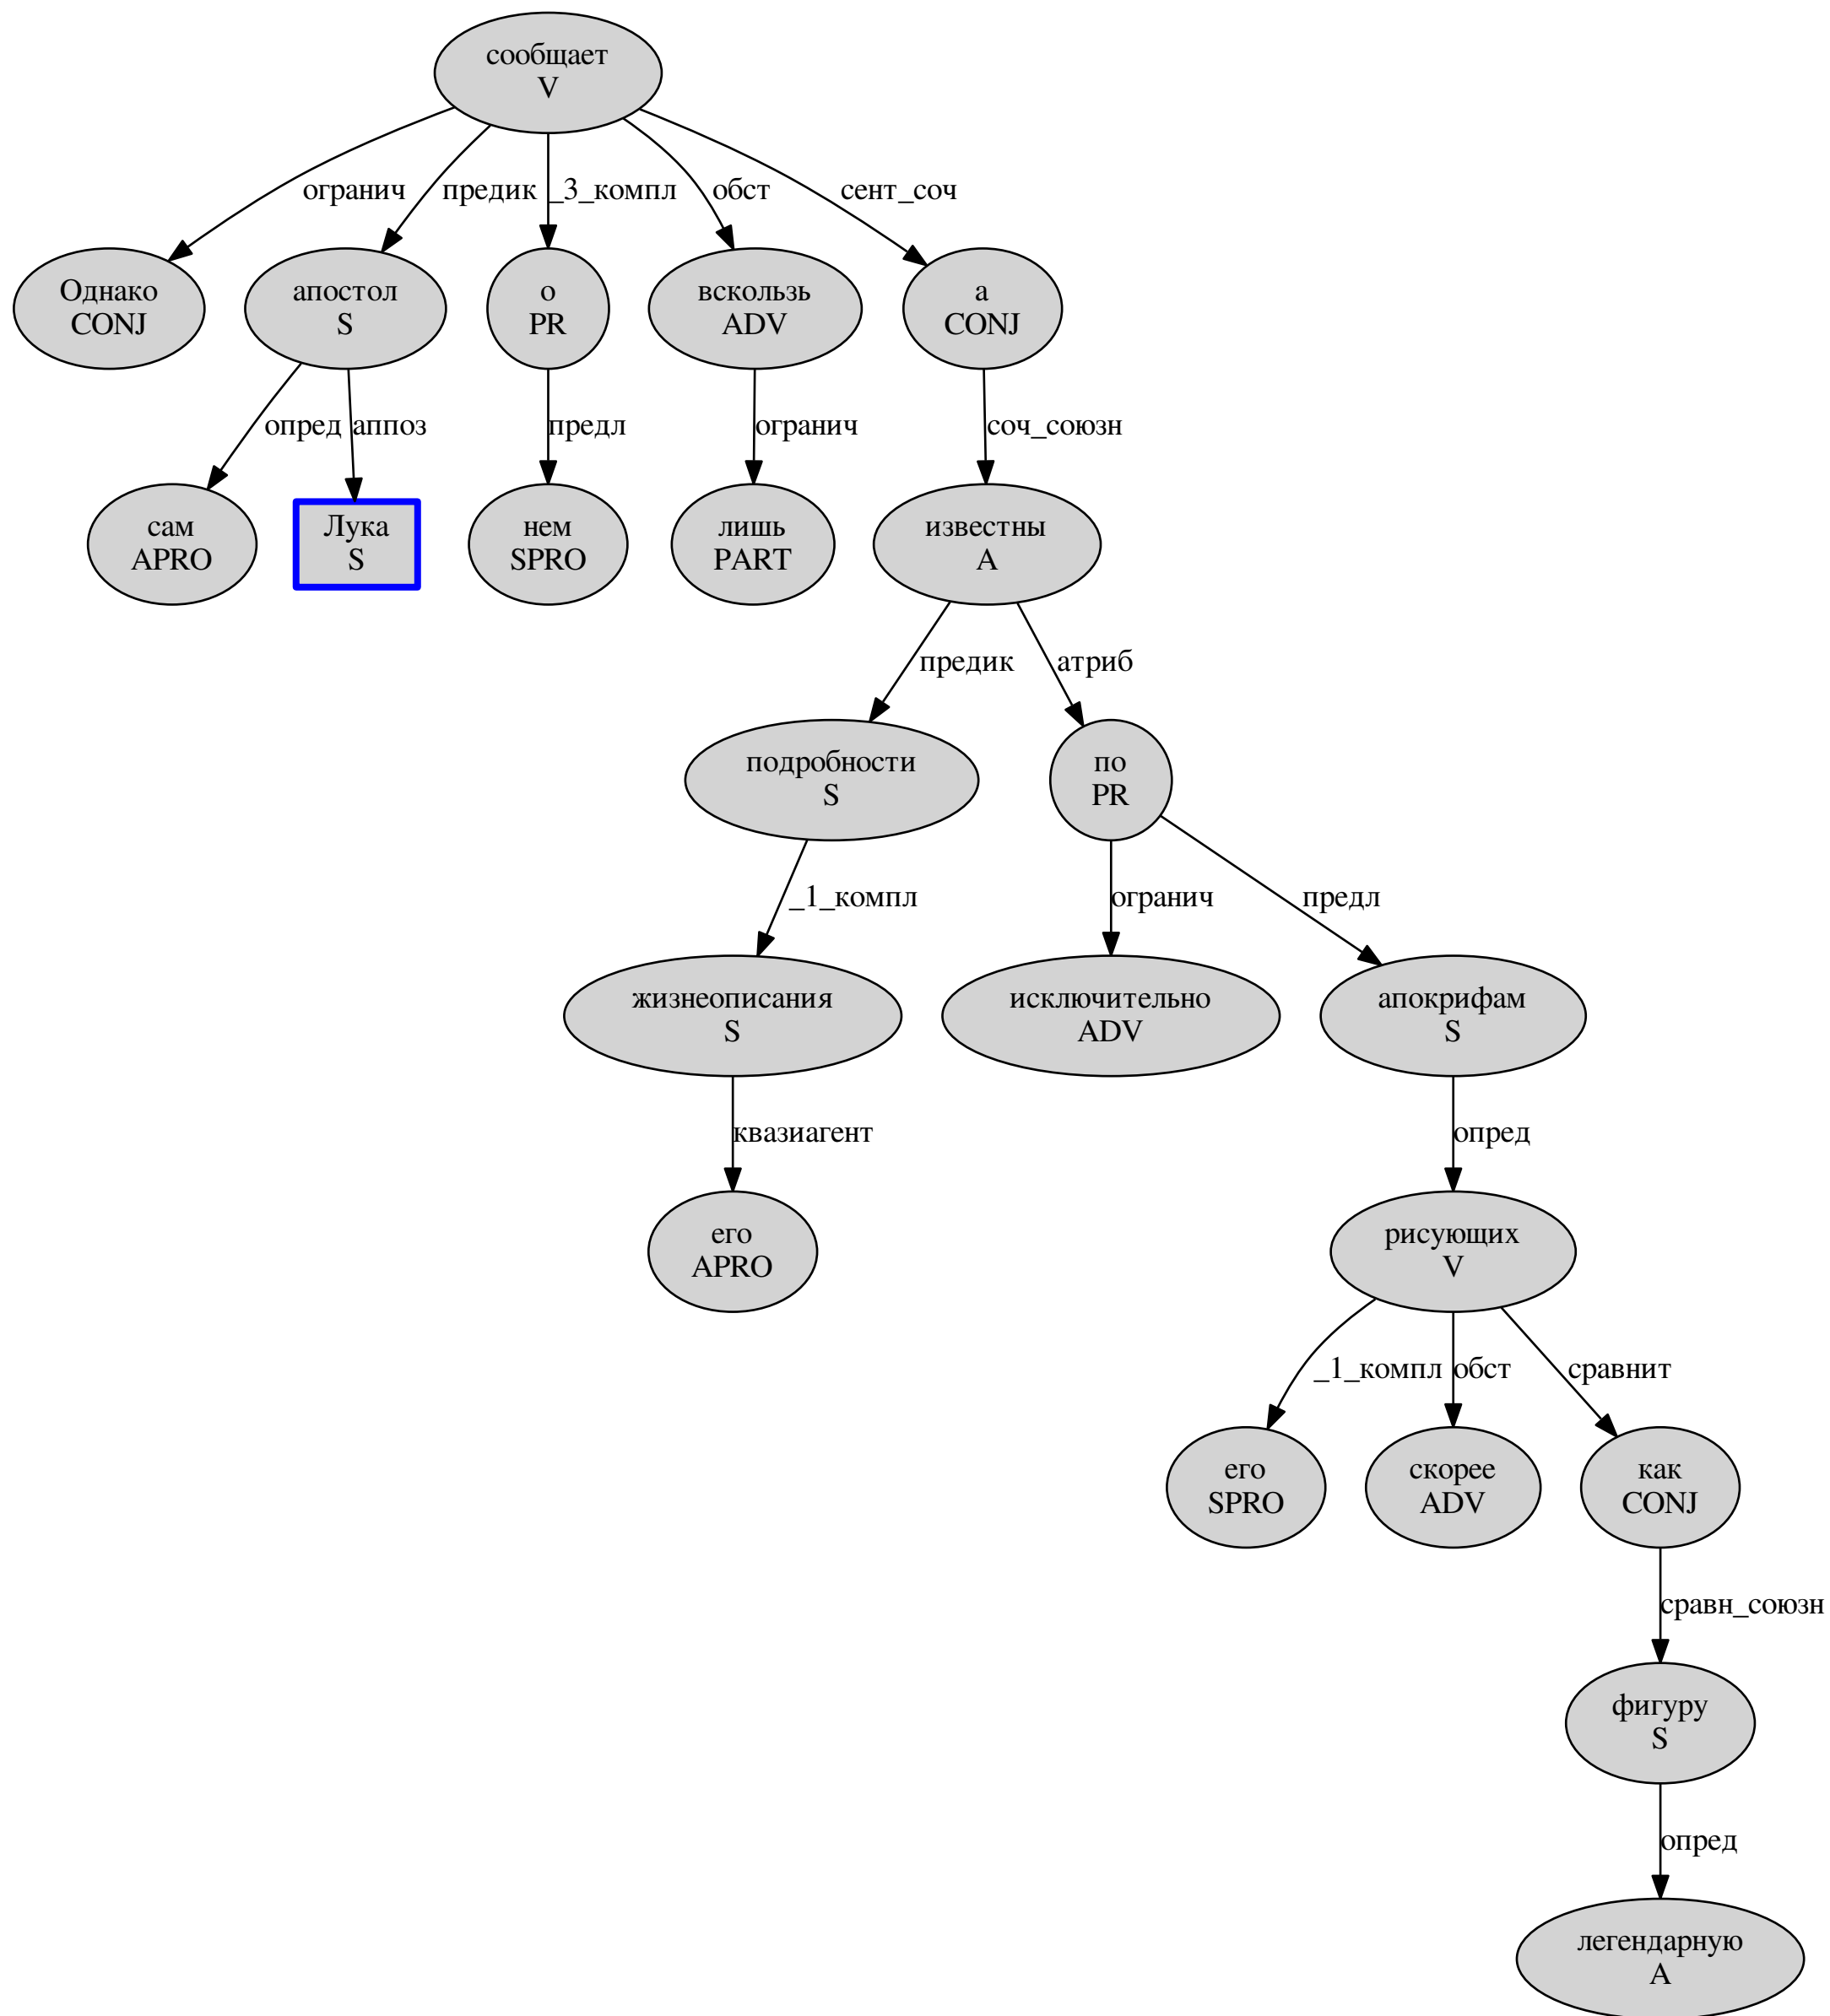 сообщает
V
огранич
предик
_3_компл
обст
сент_соч
Однако
CONJ
апостол
S
о
PR
вскользь
ADV
а
CONJ
опред
аппоз
предл
огранич
соч_союзн
сам
APRO
Лука
S
нем
SPRO
лишь
PART
известны
A
предик
атриб
подробности
S
по
PR
_1_компл
огранич
предл
жизнеописания
S
исключительно
ADV
апокрифам
S
квазиагент
опред
его
APRO
рисующих
V
_1_компл
обст
сравнит
его
SPRO
скорее
ADV
как
CONJ
сравн_союзн
фигуру
S
опред
легендарную
A